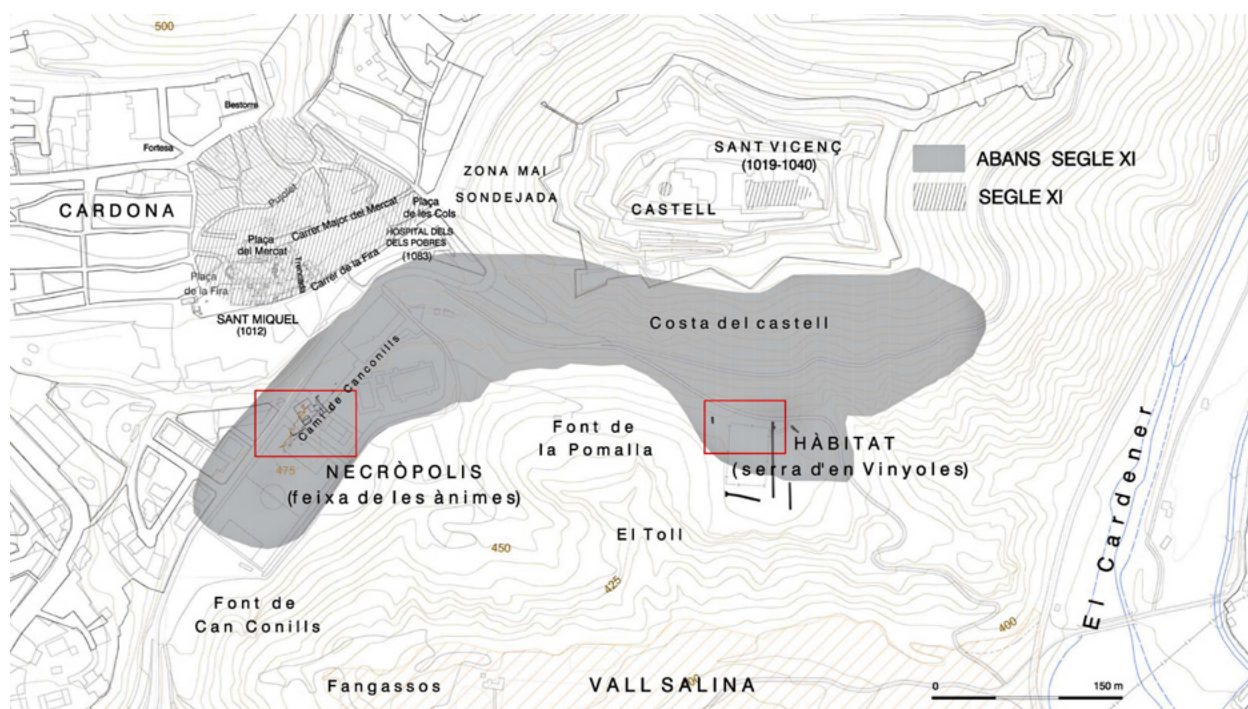 500
Bestorre
Fortesa
SANT VICENÇ
(1019-1040)
ABANS SEGLE XI
ZONA MAI
SONDEJADA
Pujolet
SEGLE XI
CARDONA
Plaça
de les Cols
CASTELL
Carrer Major del Mercat
Plaça
del Mercat
HOSPITAL DELS
DELS POBRES
(1083)
Trenzada
Carrer de la Fira
Plaça
de la Fira
SANT MIQUEL
(1012)
Costa del castell
Camí de Canconills
Font de
la Pomalla
HÀBITAT
(serra d'en Vinyoles)
475
NECRÒPOLIS
(feixa de les ànimes)
El Cardener
El Toll
450
425
Font de
Can Conills
400
Fangassos
VALL SALINA
400
0
150 m